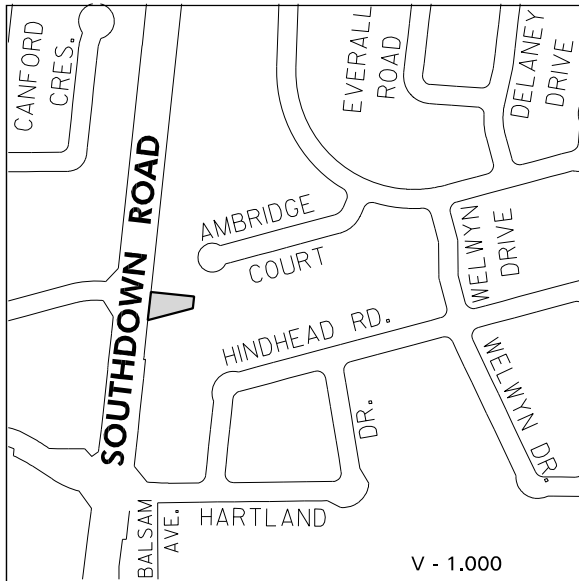 CANFORD
CRES.
EVERALL
ROAD
DELANEY
DRIVE
SOUTHDOWN ROAD
AMBRIDGE
COURT
WELWYN
DRIVE
HINDHEAD RD.
WELWYN DR.
DR.
HARTLAND
BALSAM
AVE.
V - 1.000